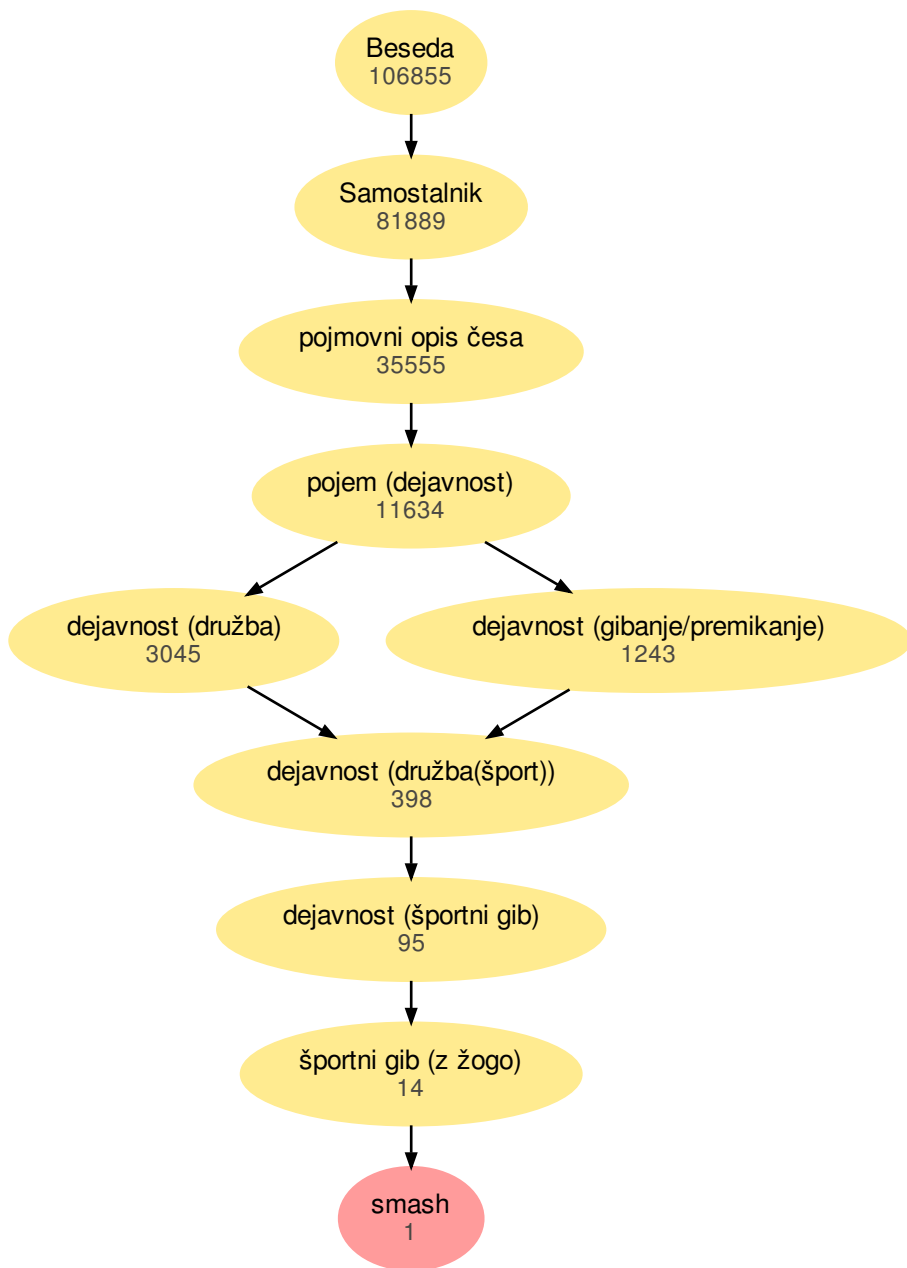 Beseda
106855
Samostalnik
81889
pojmovni opis česa
35555
pojem (dejavnost)
11634
dejavnost (družba)
3045
dejavnost (gibanje/premikanje)
1243
dejavnost (družba(šport))
398
dejavnost (športni gib)
95
športni gib (z žogo)
14
smash
1